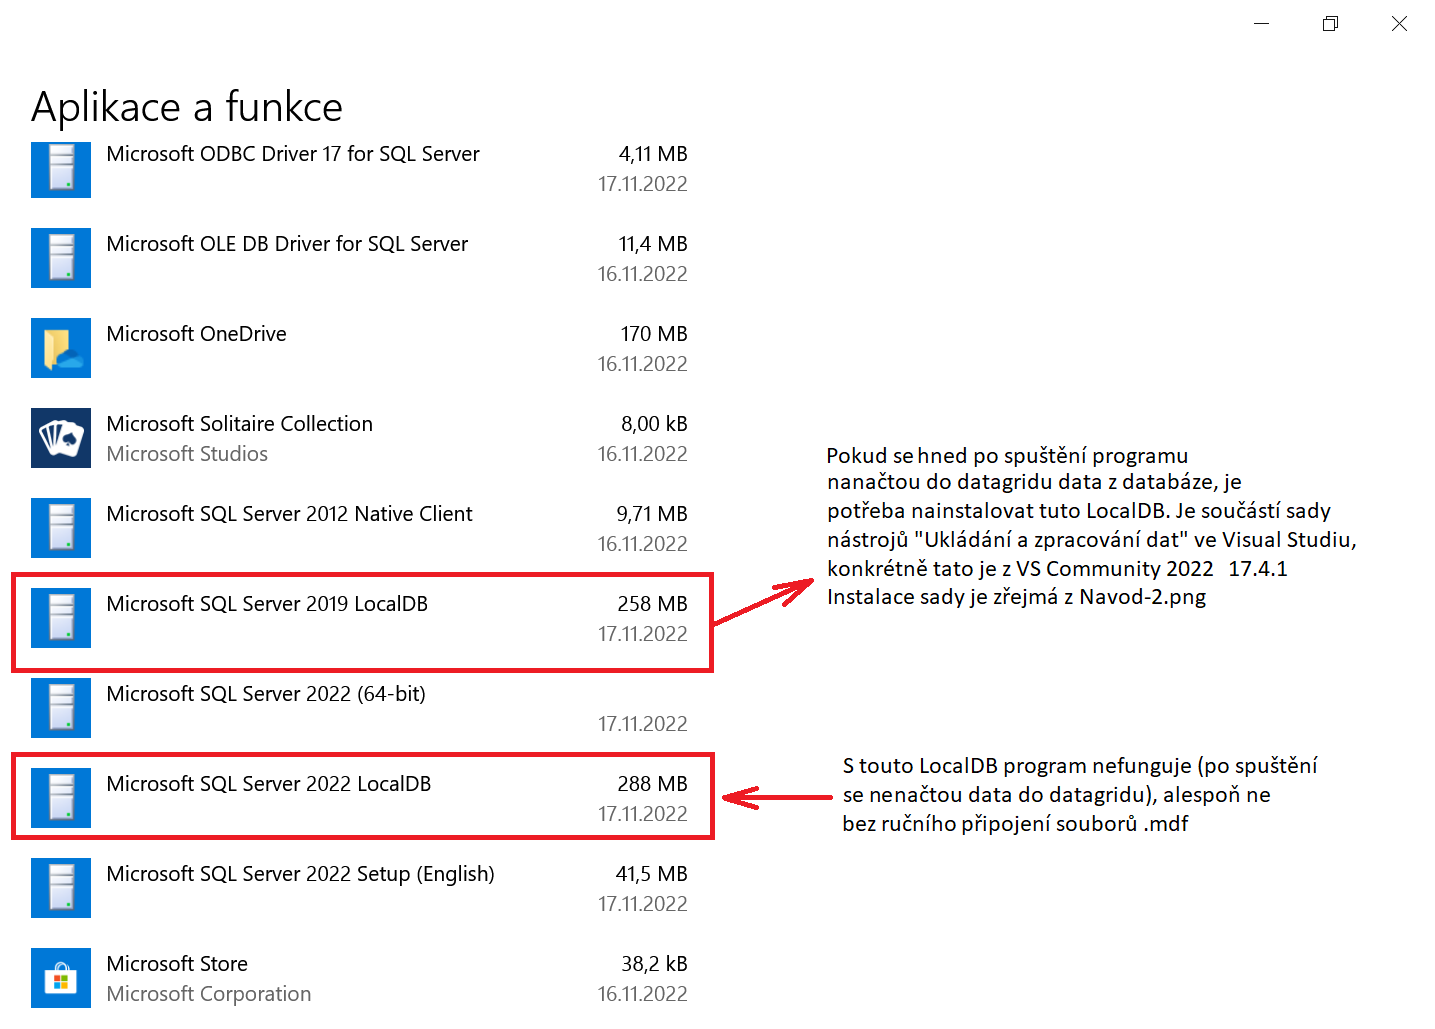 Aplikace a funkce
Microsoft ODBC Driver 17 for SQL Server 4,11 MB
17.11.2022
Microsoft OLE DB Driver for SQL Server 11,4 MB
16.11.2022
Microsoft OneDrive 170 MB
16.11.2022
Microsoft Solitaire Collection 8,00 kB
Microsoft Studios 16.11.2022
Microsoft SQL Server 2012 Native Client 9,71 MB
16.11.2022
Microsoft SQL Server 2019 LocalDB 258 MB
17.11.2022
Microsoft SQL Server 2022 (64-bit)
17.11.2022
Microsoft SQL Server 2022 LocalDB 288 MB
17.11.2022
Microsoft SQL Server 2022 Setup (English) 41,5 MB
17.11.2022
Microsoft Store 38,2 kB
Microsoft Corporation 16.11.2022
Pokud se hned po spuštění programu
nanačtou do datagridu data z databáze, je
potřeba nainstalovat tuto LocalDB. Je součástí sady
nástrojů "Ukládání a zpracování dat" ve Visual Studiu,
konkrétně tato je z VS Community 2022 17.4.1
Instalace sady je zřejmá z Navod-2.png
S touto LocalDB program nefunguje (po spuštění
se nenačtou data do datagridu), alespoň ne
bez ručního připojení souborů .mdf